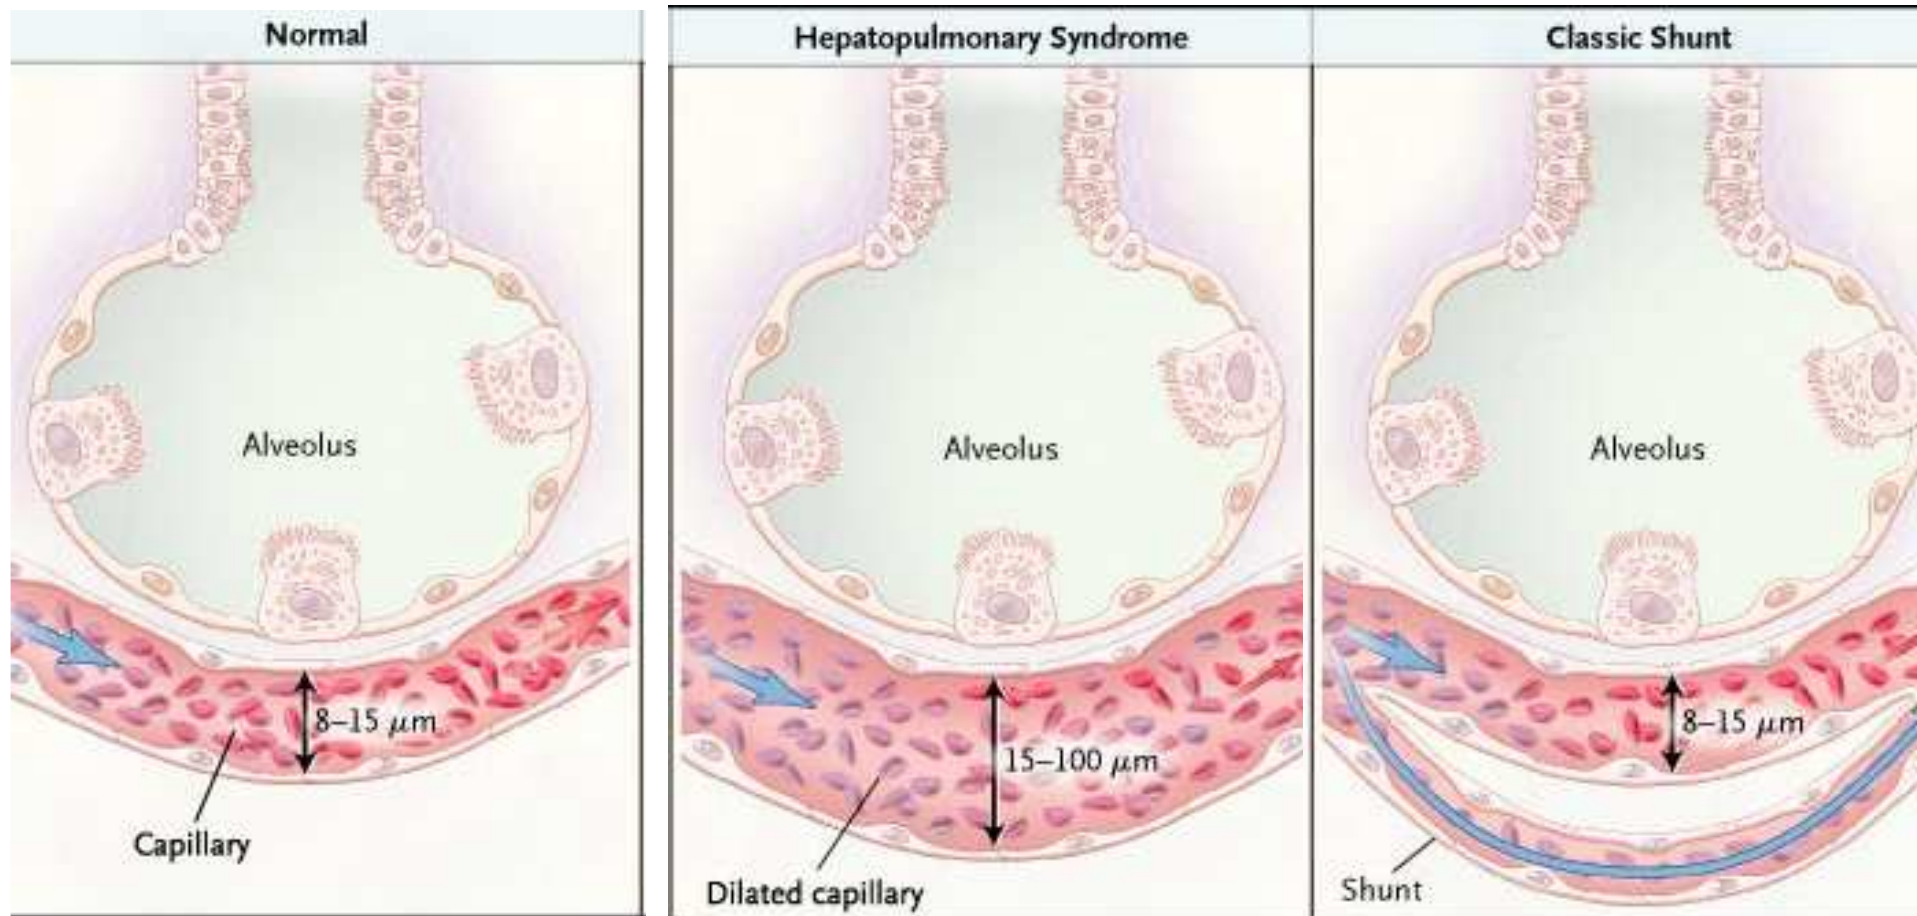 Normal
Alveolus
8–15 μm
Capillary
Hepatopulmonary Syndrome
Alveolus
15–100 μm
Dilated capillary
Classic Shunt
Alveolus
8–15 μm
Shunt